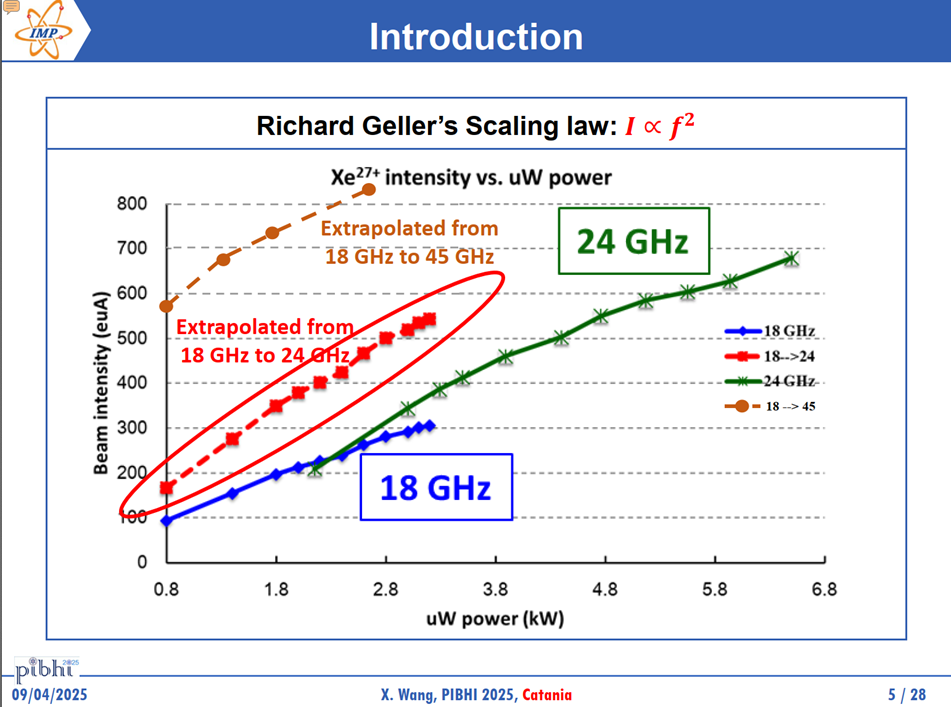 IMP
Introduction
Richard Geller's Scaling law: I ∝ f²
Xe²⁷⁺ intensity vs. uW power
800
700
600
500
400
300
200
100
0
Beam intensity (euA)
Extrapolated from
18 GHz to 45 GHz
24 GHz
Extrapolated from
18 GHz to 24 GHz
18 GHz
18 GHz
18-->24
24 GHz
18 --> 45
0.8 1.8 2.8 3.8 4.8 5.8 6.8
uW power (kW)
pibhi 2025
09/04/2025 X. Wang, PIBHI 2025, Catania 5 / 28